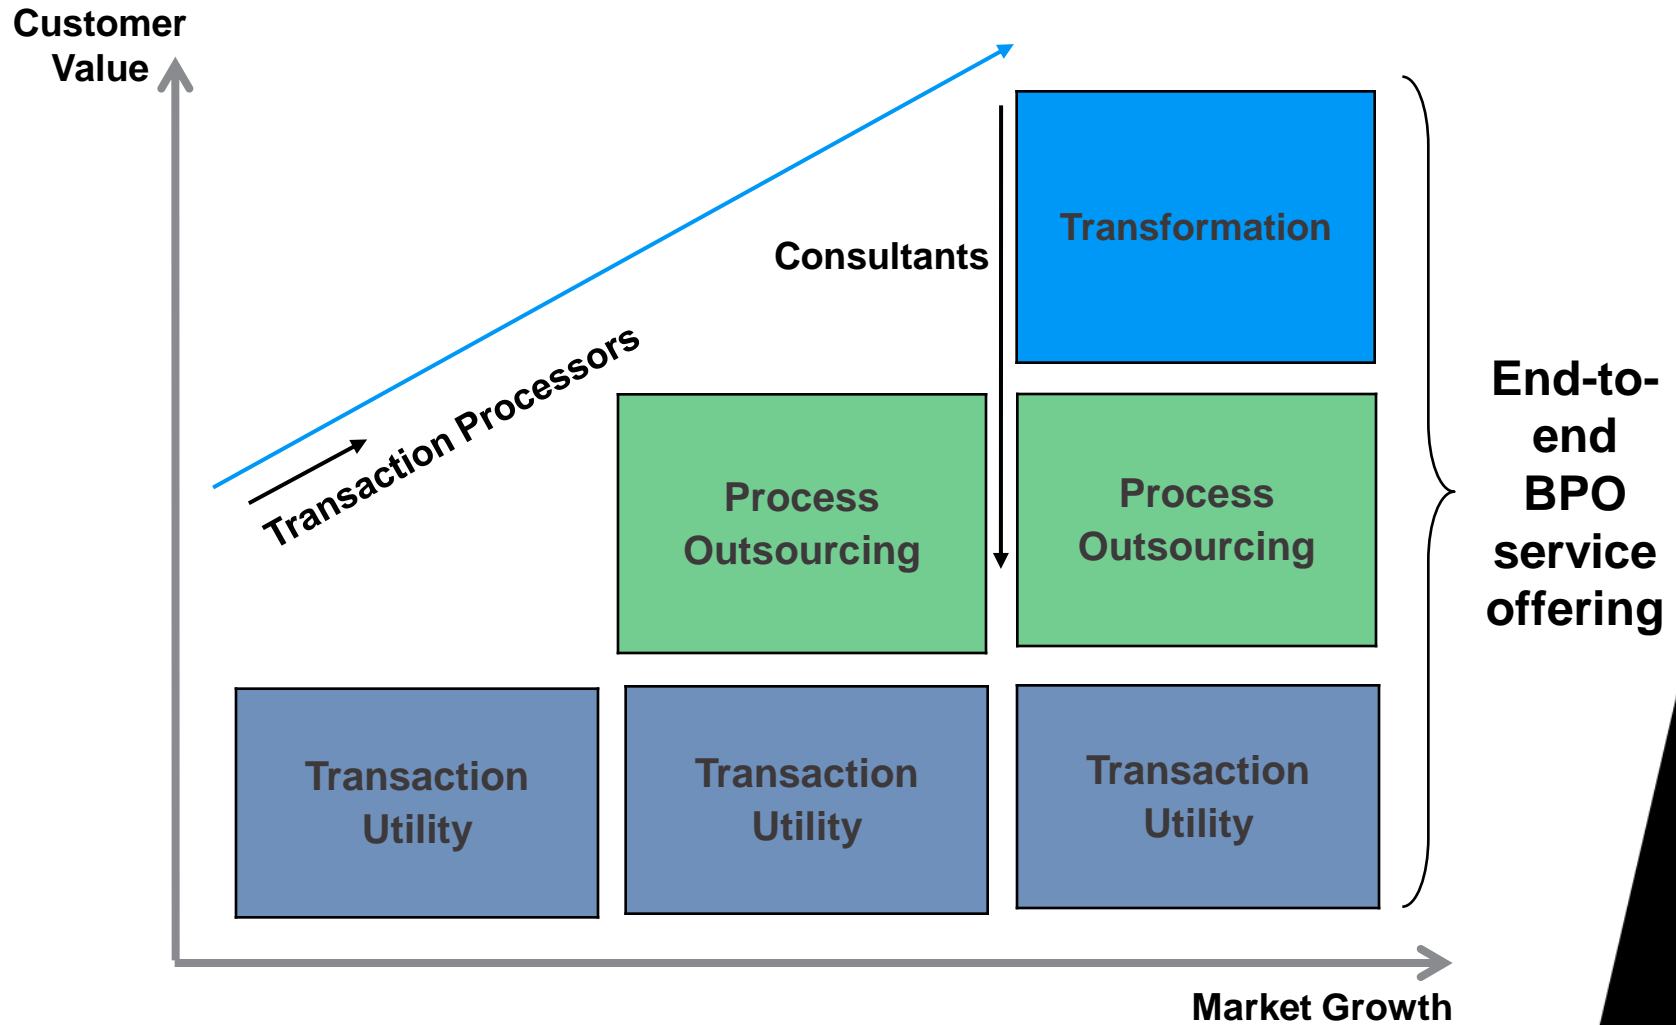 Customer
Value
Transformation
Consultants
Transaction Processors
Process
Outsourcing
Process
Outsourcing
End-to-
end
BPO
service
offering
Transaction
Utility
Transaction
Utility
Transaction
Utility
Market Growth